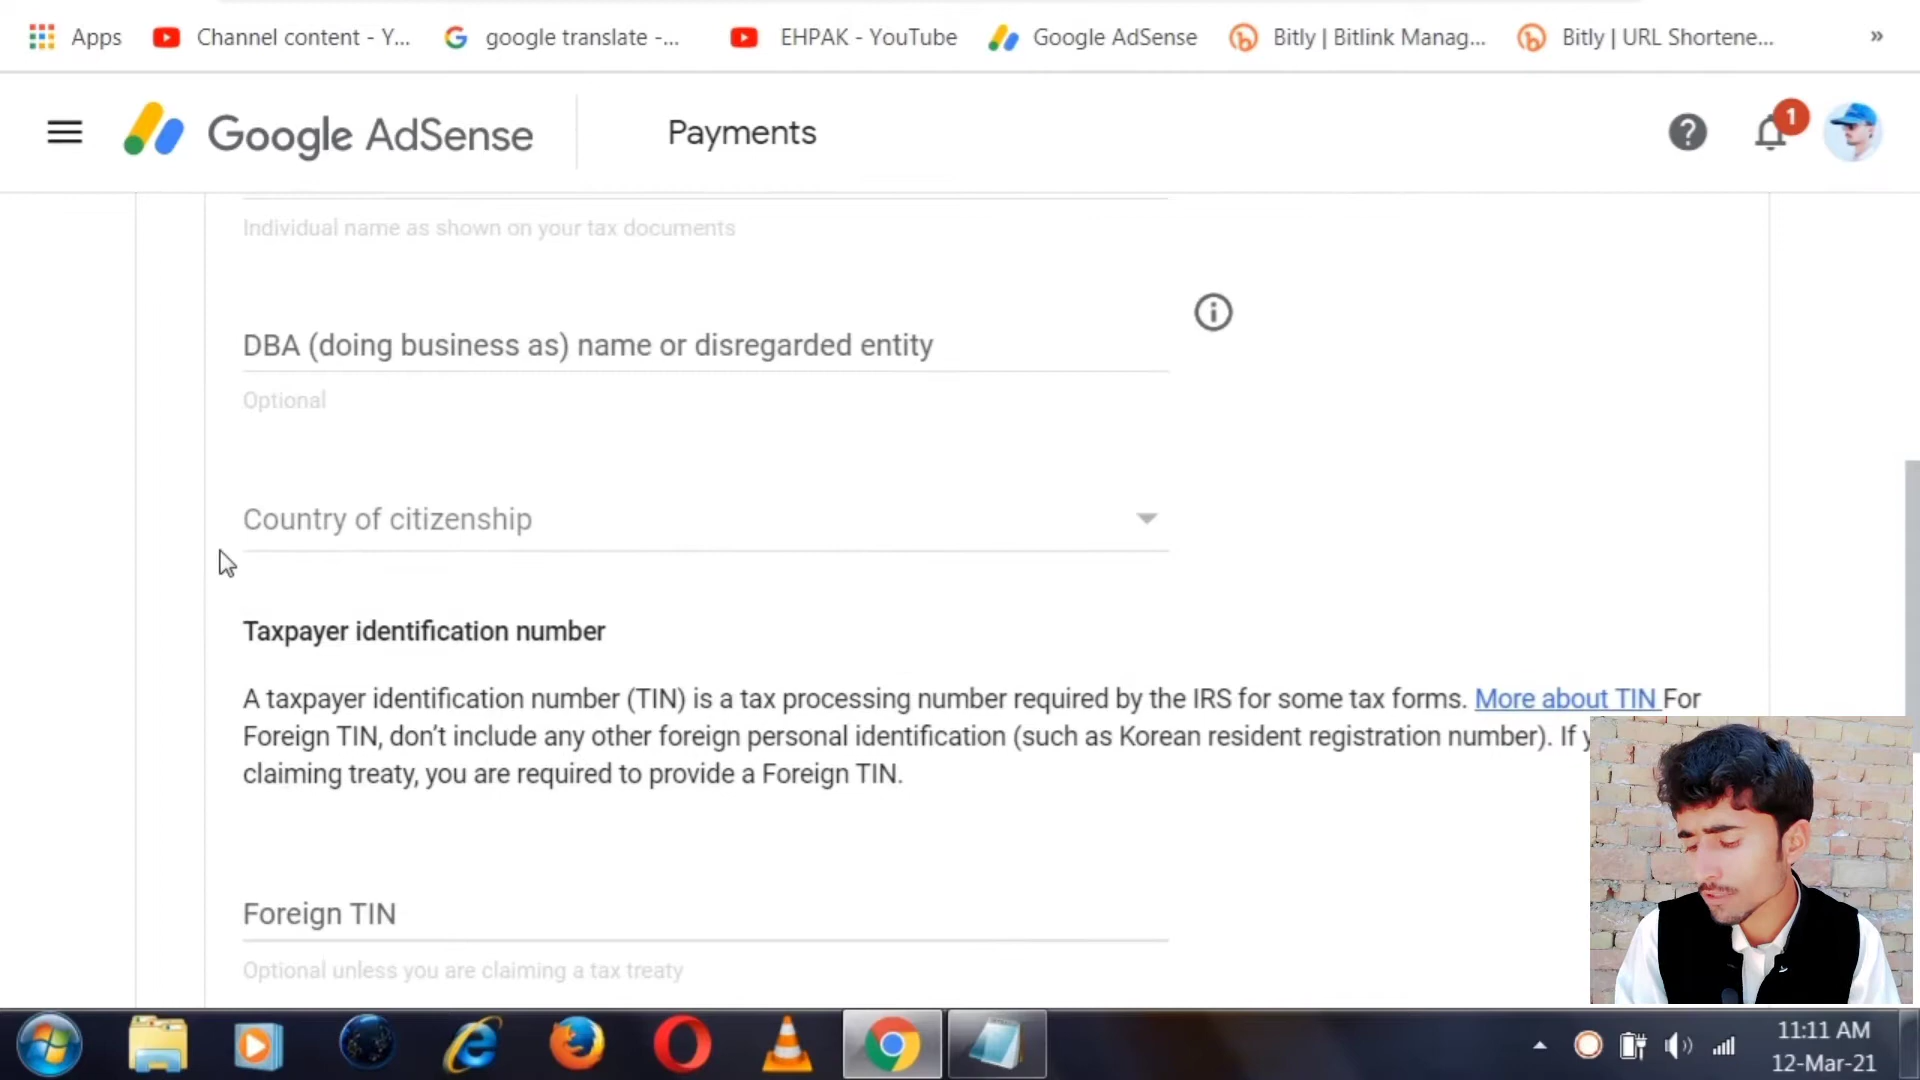 Apps
Channel content - Y...
google translate -...
EHPAK - YouTube
Google AdSense
Bitly | Bitlink Manag...
Bitly | URL Shortene...
»
Google AdSense
Payments
1
Individual name as shown on your tax documents
DBA (doing business as) name or disregarded entity
Optional
Country of citizenship
Taxpayer identification number
A taxpayer identification number (TIN) is a tax processing number required by the IRS for some tax forms. More about TIN For
Foreign TIN, don't include any other foreign personal identification (such as Korean resident registration number). If
claiming treaty, you are required to provide a Foreign TIN.
Foreign TIN
Optional unless you are claiming a tax treaty
11:11 AM
12-Mar-21